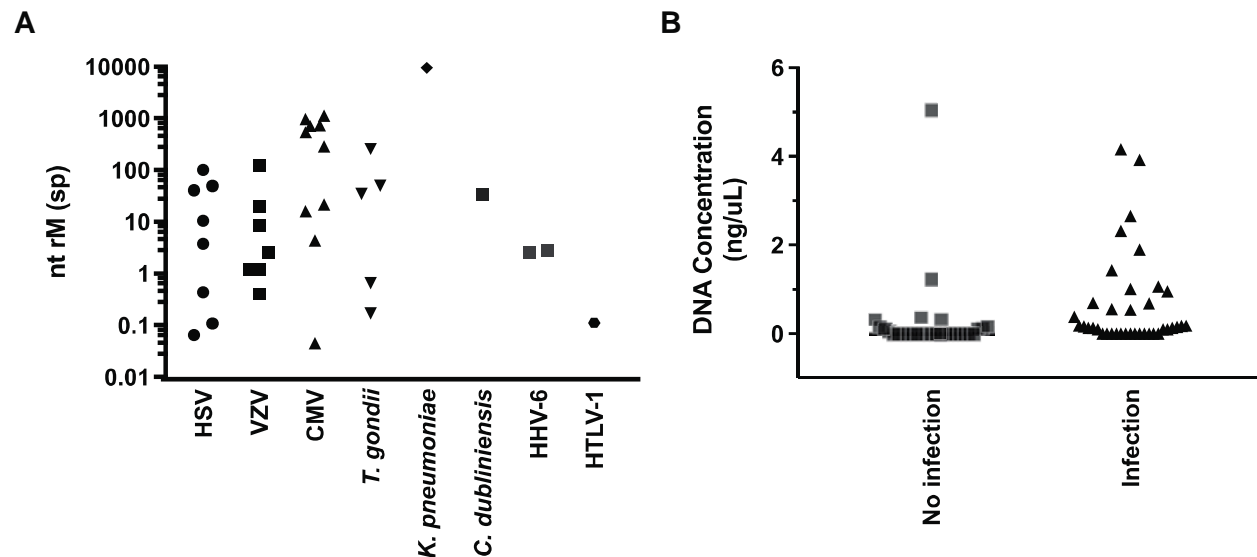 A
nt rM (sp)
10000
1000
100
10
1
0.1
0.01
HSV
VZV
CMV
T. gondii
K. pneumoniae
C. dubliniensis
HHV-6
HTLV-1
B
DNA Concentration
(ng/uL)
6
4
2
0
No infection
Infection